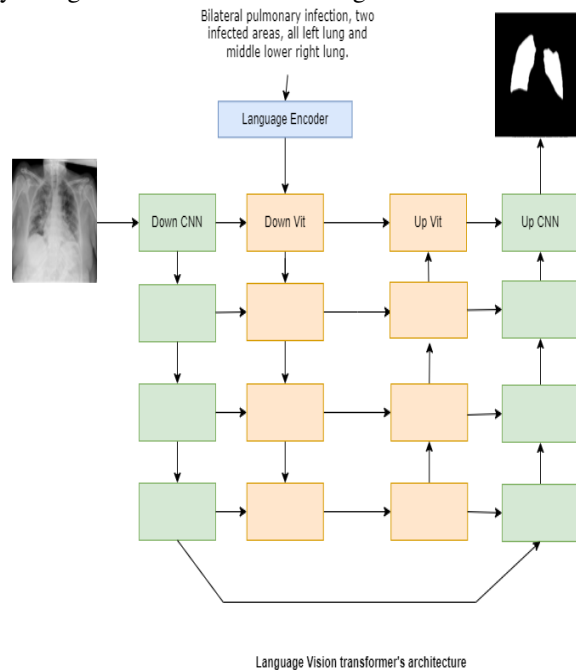 Bilateral pulmonary infection, two
infected areas, all left lung and
middle lower right lung.
Language Encoder
Down CNN
Down Vit
Up Vit
Up CNN
Language Vision transformer's architecture